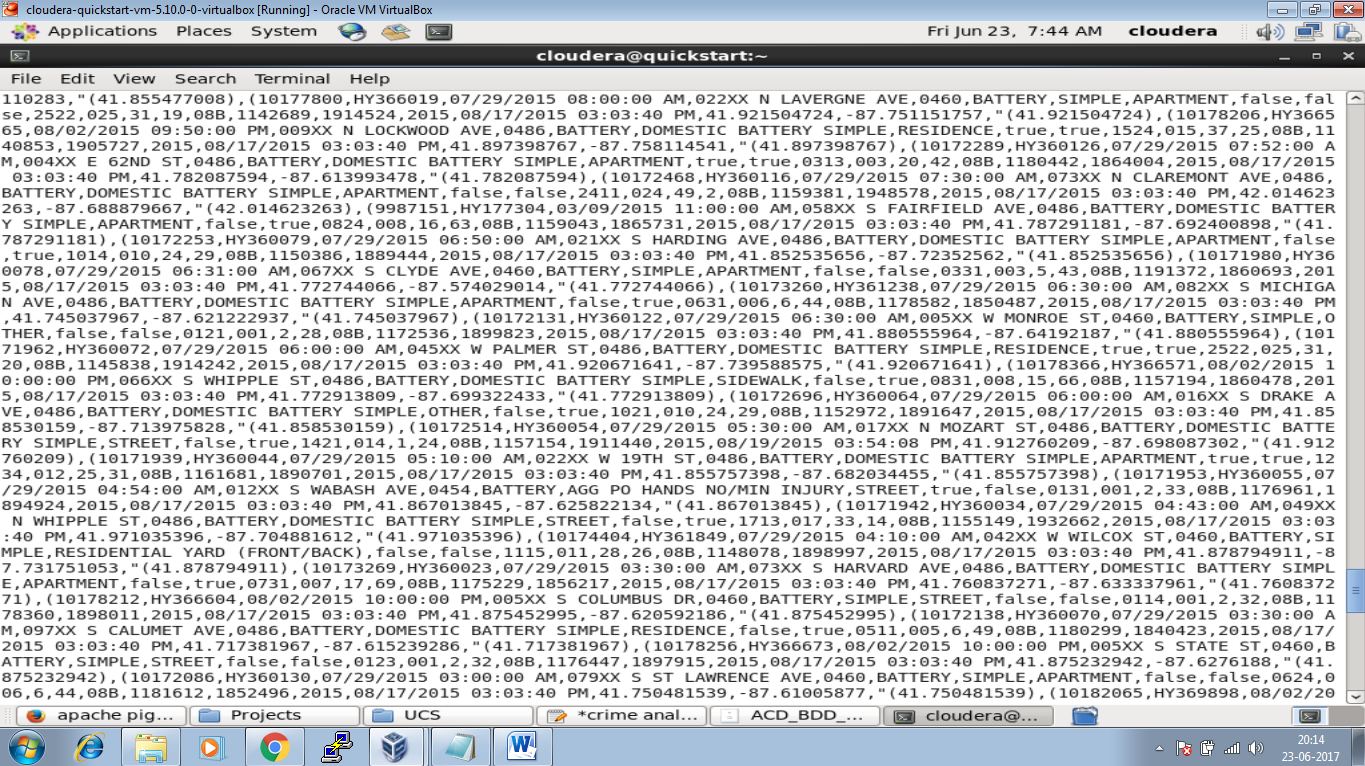 cloudera-quickstart-vm-5.10.0-0-virtualbox [Running] - Oracle VM VirtualBox
Applications Places System Fri Jun 23, 7:44 AM cloudera
cloudera@quickstart:~
File Edit View Search Terminal Help
110283,"(41.855477008),(10177800,HY366019,07/29/2015 08:00:00 AM,022XX N LAVERGNE AVE,0460,BATTERY,SIMPLE,APARTMENT,false,fal
se,2522,025,31,19,08B,1142689,1914524,2015,08/17/2015 03:03:40 PM,41.921504724,-87.751151757,"(41.921504724),(10178206,HY3665
65,08/02/2015 09:50:00 PM,009XX N LOCKWOOD AVE,0486,BATTERY,DOMESTIC BATTERY SIMPLE,RESIDENCE,true,true,1524,015,37,25,08B,1
140853,1905727,2015,08/17/2015 03:03:40 PM,41.897398767,-87.758114541,"(41.897398767),(10172289,HY360126,07/29/2015 07:52:00 A
M,004XX E 62ND ST,0486,BATTERY,DOMESTIC BATTERY SIMPLE,APARTMENT,true,true,0313,003,20,42,08B,1180442,1864004,2015,08/17/2015
03:03:40 PM,41.782087594,-87.613993478,"(41.782087594),(10172468,HY360116,07/29/2015 07:30:00 AM,073XX N CLAREMONT AVE,0486,
BATTERY,DOMESTIC BATTERY SIMPLE,APARTMENT,false,false,2411,024,49,2,08B,1159381,1948578,2015,08/17/2015 03:03:40 PM,42.014623
263,-87.688879667,"(42.014623263),(9987151,HY177304,03/09/2015 11:00:00 AM,058XX S FAIRFIELD AVE,0486,BATTERY,DOMESTIC BATTER
Y SIMPLE,APARTMENT,false,true,0824,008,16,63,08B,1159043,1865731,2015,08/17/2015 03:03:40 PM,41.787291181,-87.692400898,"(41.
787291181),(10172253,HY360079,07/29/2015 06:50:00 AM,021XX S HARDING AVE,0486,BATTERY,DOMESTIC BATTERY SIMPLE,APARTMENT,false
,true,1014,010,24,29,08B,1150386,1889444,2015,08/17/2015 03:03:40 PM,41.852535656,-87.72352562,"(41.852535656),(10171980,HY36
0078,07/29/2015 06:31:00 AM,067XX S CLYDE AVE,0460,BATTERY,SIMPLE,APARTMENT,false,false,0331,003,5,43,08B,1191372,1860693,201
5,08/17/2015 03:03:40 PM,41.772744066,-87.574029014,"(41.772744066),(10173260,HY361238,07/29/2015 06:30:00 AM,082XX S MICHIGA
N AVE,0486,BATTERY,DOMESTIC BATTERY SIMPLE,APARTMENT,false,true,0631,006,6,44,08B,1178582,1850487,2015,08/17/2015 03:03:40 PM
,41.745037967,-87.621222937,"(41.745037967),(10172131,HY360122,07/29/2015 06:30:00 AM,005XX W MONROE ST,0460,BATTERY,SIMPLE,O
THER,false,false,0121,001,2,28,08B,1172536,1899823,2015,08/17/2015 03:03:40 PM,41.880555964,-87.64192187,"(41.880555964),(101
71962,HY360072,07/29/2015 06:00:00 AM,045XX W PALMER ST,0486,BATTERY,DOMESTIC BATTERY SIMPLE,RESIDENCE,true,true,2522,025,31,
20,08B,1145838,1914242,2015,08/17/2015 03:03:40 PM,41.920671641,-87.739588575,"(41.920671641),(10178366,HY366571,08/02/2015 1
0:00:00 PM,066XX S WHIPPLE ST,0486,BATTERY,DOMESTIC BATTERY SIMPLE,SIDEWALK,false,true,0831,008,15,66,08B,1157194,1860478,201
5,08/17/2015 03:03:40 PM,41.772913809,-87.699322433,"(41.772913809),(10172696,HY360064,07/29/2015 06:00:00 AM,016XX S DRAKE A
VE,0486,BATTERY,DOMESTIC BATTERY SIMPLE,OTHER,false,true,1021,010,24,29,08B,1152972,1891647,2015,08/17/2015 03:03:40 PM,41.85
8530159,-87.713975828,"(41.858530159),(10172514,HY360054,07/29/2015 05:30:00 AM,017XX N MOZART ST,0486,BATTERY,DOMESTIC BATTE
RY SIMPLE,STREET,false,true,1421,014,1,24,08B,1157154,1911440,2015,08/19/2015 03:54:08 PM,41.912760209,-87.698087302,"(41.912
760209),(10171939,HY360044,07/29/2015 05:10:00 AM,022XX W 19TH ST,0486,BATTERY,DOMESTIC BATTERY SIMPLE,APARTMENT,true,true,12
34,012,25,31,08B,1161681,1890701,2015,08/17/2015 03:03:40 PM,41.855757398,-87.682034455,"(41.855757398),(10171953,HY360055,07
/29/2015 04:54:00 AM,012XX S WABASH AVE,0454,BATTERY,AGG PO HANDS NO/MIN INJURY,STREET,true,false,0131,001,2,33,08B,1176961,1
894924,2015,08/17/2015 03:03:40 PM,41.867013845,-87.625822134,"(41.867013845),(10171942,HY360034,07/29/2015 04:43:00 AM,049XX
N WHIPPLE ST,0486,BATTERY,DOMESTIC BATTERY SIMPLE,STREET,false,true,1713,017,33,14,08B,1155149,1932662,2015,08/17/2015 03:03
:40 PM,41.971035396,-87.704881612,"(41.971035396),(10174404,HY361849,07/29/2015 04:10:00 AM,042XX W WILCOX ST,0460,BATTERY,SI
MPLE,RESIDENTIAL YARD (FRONT/BACK),false,false,1115,011,28,26,08B,1148078,1898997,2015,08/17/2015 03:03:40 PM,41.878794911,-8
7.731751053,"(41.878794911),(10173269,HY360023,07/29/2015 03:30:00 AM,073XX S HARVARD AVE,0486,BATTERY,DOMESTIC BATTERY SIMPL
E,APARTMENT,false,true,0731,007,17,69,08B,1175229,1856217,2015,08/17/2015 03:03:40 PM,41.760837271,-87.633337961,"(41.7608372
71),(10178212,HY366604,08/02/2015 10:00:00 PM,005XX S COLUMBUS DR,0460,BATTERY,SIMPLE,STREET,false,false,0114,001,2,32,08B,11
78360,1898011,2015,08/17/2015 03:03:40 PM,41.875452995,-87.620592186,"(41.875452995),(10172138,HY360070,07/29/2015 03:30:00 A
M,097XX S CALUMET AVE,0486,BATTERY,DOMESTIC BATTERY SIMPLE,RESIDENCE,false,true,0511,005,6,49,08B,1180299,1840423,2015,08/17/
2015 03:03:40 PM,41.717381967,-87.615239286,"(41.717381967),(10178256,HY366673,08/02/2015 10:00:00 PM,005XX S STATE ST,0460,B
ATTERY,SIMPLE,STREET,false,false,0123,001,2,32,08B,1176447,1897915,2015,08/17/2015 03:03:40 PM,41.875232942,-87.6276188,"(41.
875232942),(10172086,HY360130,07/29/2015 03:00:00 AM,079XX S ST LAWRENCE AVE,0460,BATTERY,SIMPLE,APARTMENT,false,false,0624,0
06,6,44,08B,1181612,1852496,2015,08/17/2015 03:03:40 PM,41.750481539,-87.61005877,"(41.750481539),(10182065,HY369898,08/02/20
apache pig... Projects UCS *crime anal... ACD_BDD_... cloudera@...
20:14
23-06-2017